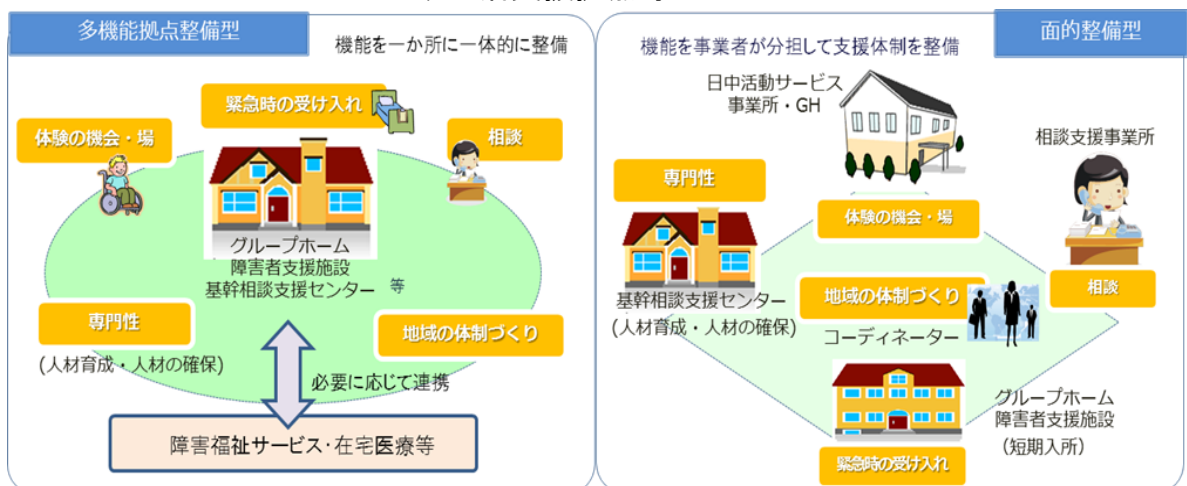 多機能拠点整備型
機能を一か所に一体的に整備
緊急時の受け入れ
体験の機会・場
相談
グループホーム
障害者支援施設
基幹相談支援センター 等
専門性
(人材育成・人材の確保)
地域の体制づくり
必要に応じて連携
障害福祉サービス・在宅医療等
面的整備型
機能を事業者が分担して支援体制を整備
日中活動サービス
事業所・GH
相談支援事業所
専門性
体験の機会・場
基幹相談支援センター
(人材育成・人材の確保)
地域の体制づくり
コーディネーター
相談
グループホーム
障害者支援施設
（短期入所）
緊急時の受け入れ